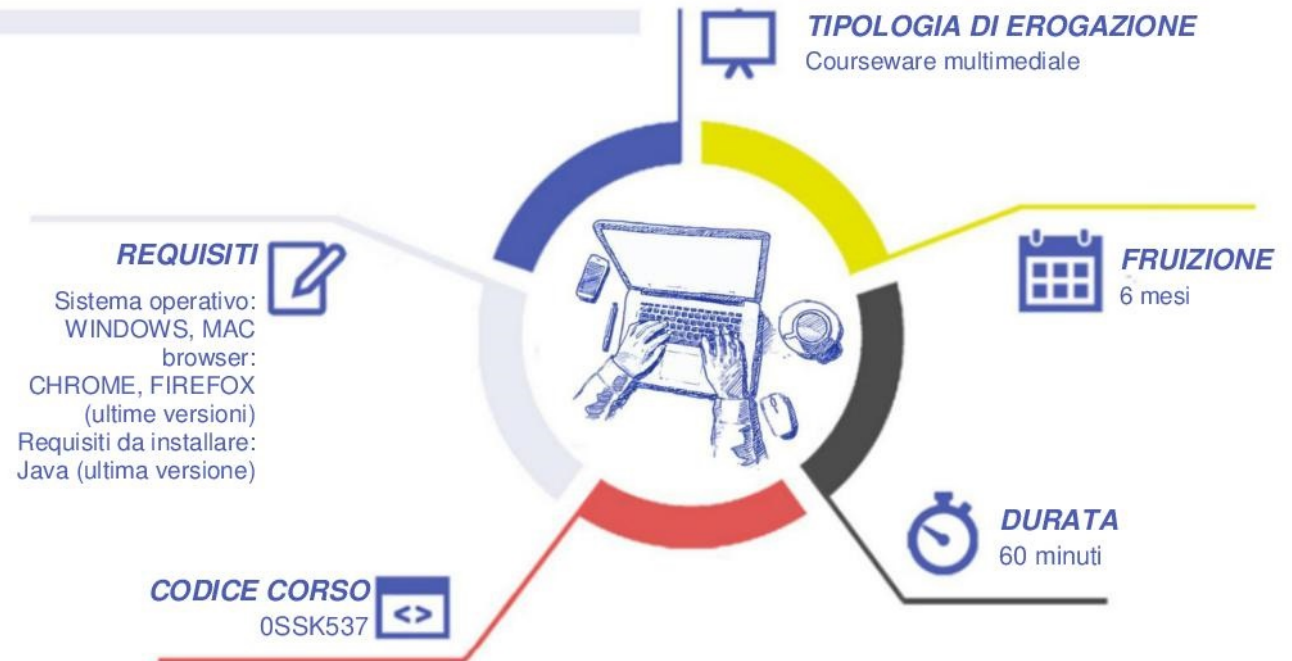 TIPOLOGIA DI EROGAZIONE
Courseware multimediale
REQUISITI
Sistema operativo:
WINDOWS, MAC
browser:
CHROME, FIREFOX
(ultime versioni)
Requisiti da installare:
Java (ultima versione)
FRUIZIONE
6 mesi
DURATA
60 minuti
CODICE CORSO
0SSK537